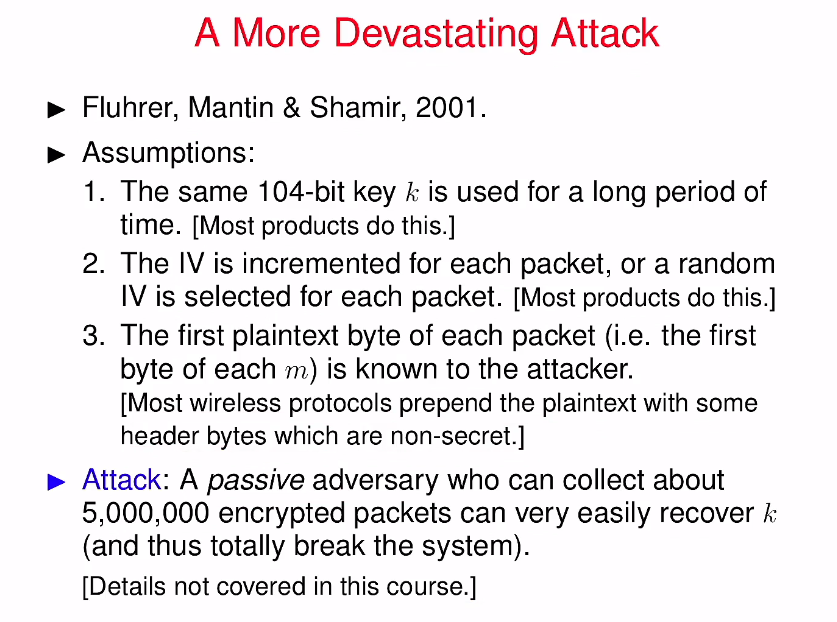 A More Devastating Attack
▶ Fluhrer, Mantin & Shamir, 2001.
▶ Assumptions:
1. The same 104-bit key k is used for a long period of
time. [Most products do this.]
2. The IV is incremented for each packet, or a random
IV is selected for each packet. [Most products do this.]
3. The first plaintext byte of each packet (i.e. the first
byte of each m) is known to the attacker.
[Most wireless protocols prepend the plaintext with some
header bytes which are non-secret.]
▶ Attack: A passive adversary who can collect about
5,000,000 encrypted packets can very easily recover k
(and thus totally break the system).
[Details not covered in this course.]